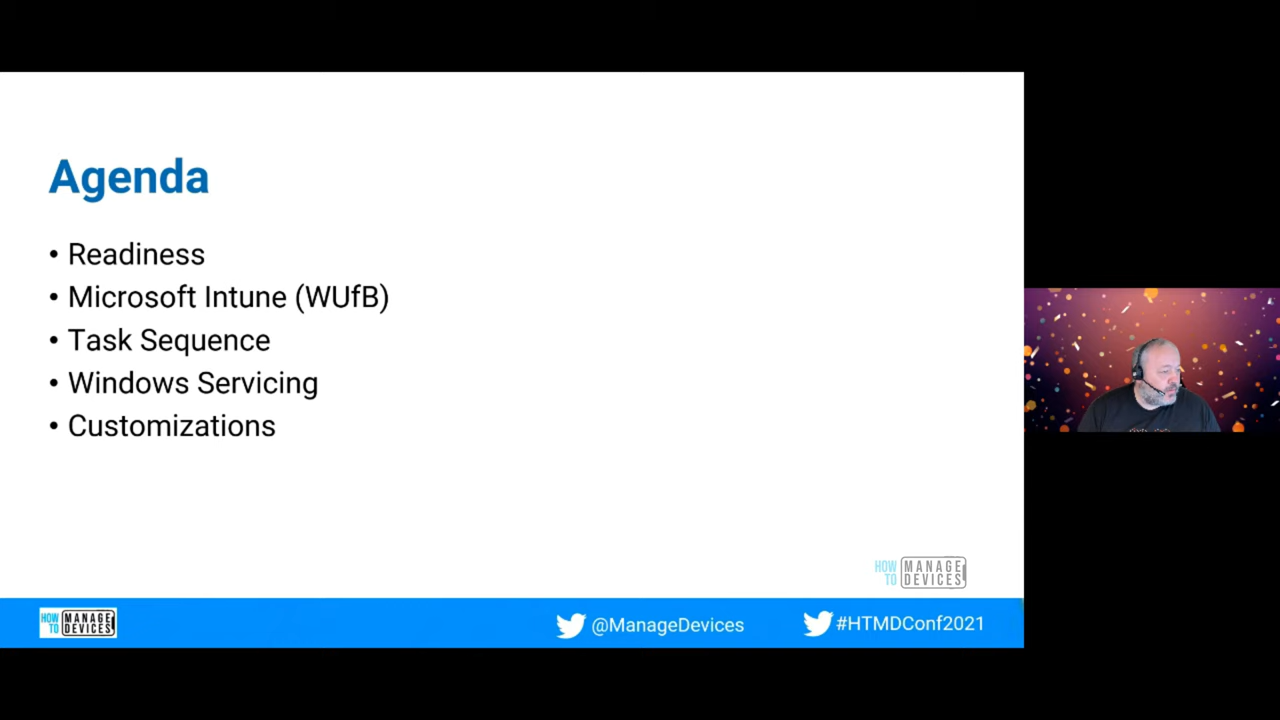 Agenda
• Readiness
• Microsoft Intune (WUfB)
• Task Sequence
• Windows Servicing
• Customizations
HOW TO MANAGE DEVICES
HOW TO MANAGE DEVICES
@ManageDevices
#HTMDConf2021